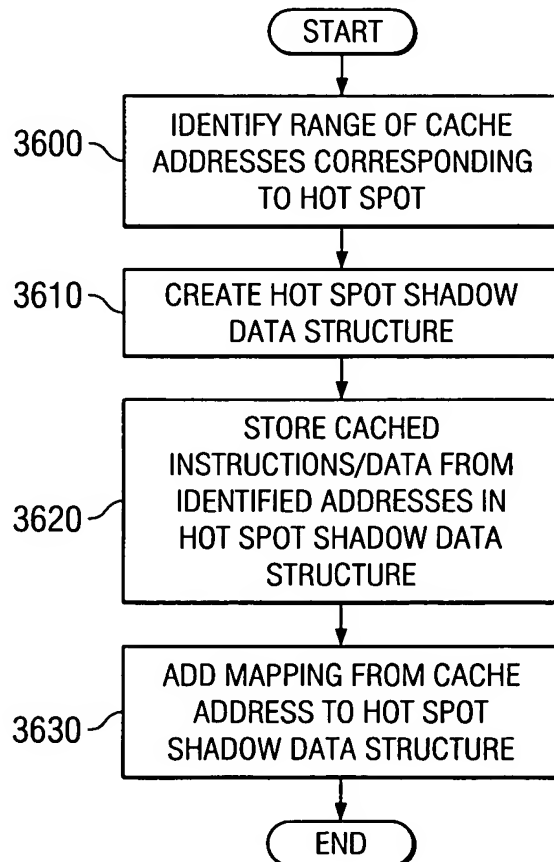 START
3600
IDENTIFY RANGE OF CACHE
ADDRESSES CORRESPONDING
TO HOT SPOT
3610
CREATE HOT SPOT SHADOW
DATA STRUCTURE
3620
STORE CACHED
INSTRUCTIONS/DATA FROM
IDENTIFIED ADDRESSES IN
HOT SPOT SHADOW DATA
STRUCTURE
3630
ADD MAPPING FROM CACHE
ADDRESS TO HOT SPOT
SHADOW DATA STRUCTURE
END